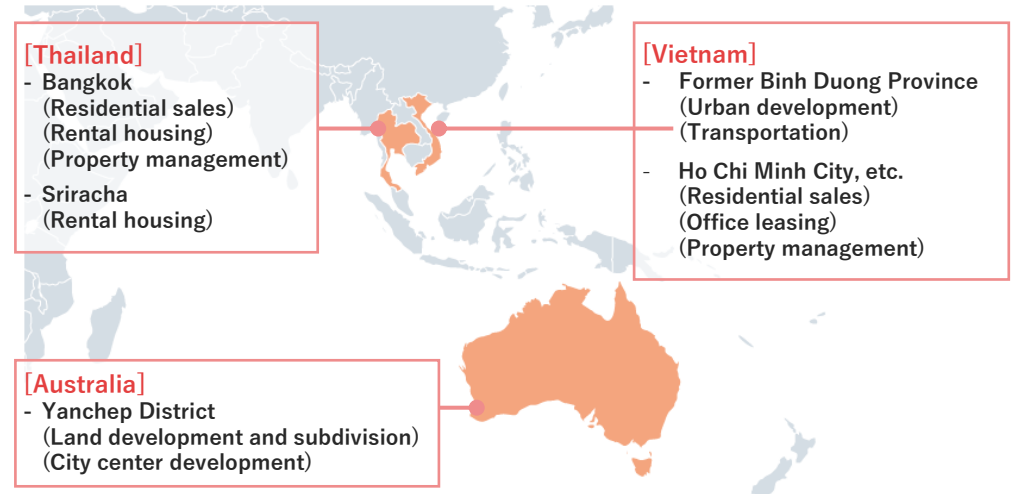 [Thailand]
- Bangkok
(Residential sales)
(Rental housing)
(Property management)
- Sriracha
(Rental housing)
[Vietnam]
- Former Binh Duong Province
(Urban development)
(Transportation)
- Ho Chi Minh City, etc.
(Residential sales)
(Office leasing)
(Property management)
[Australia]
- Yanchep District
(Land development and subdivision)
(City center development)